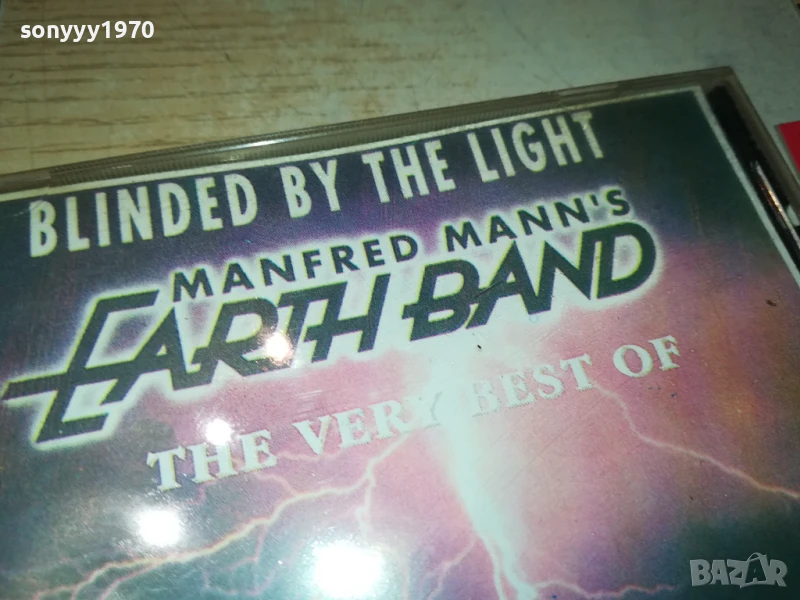 sonyyy1970
BLINDED BY THE LIGHT
MANFRED MANN'S
EARTH BAND
THE VERY BEST OF
BAZAR